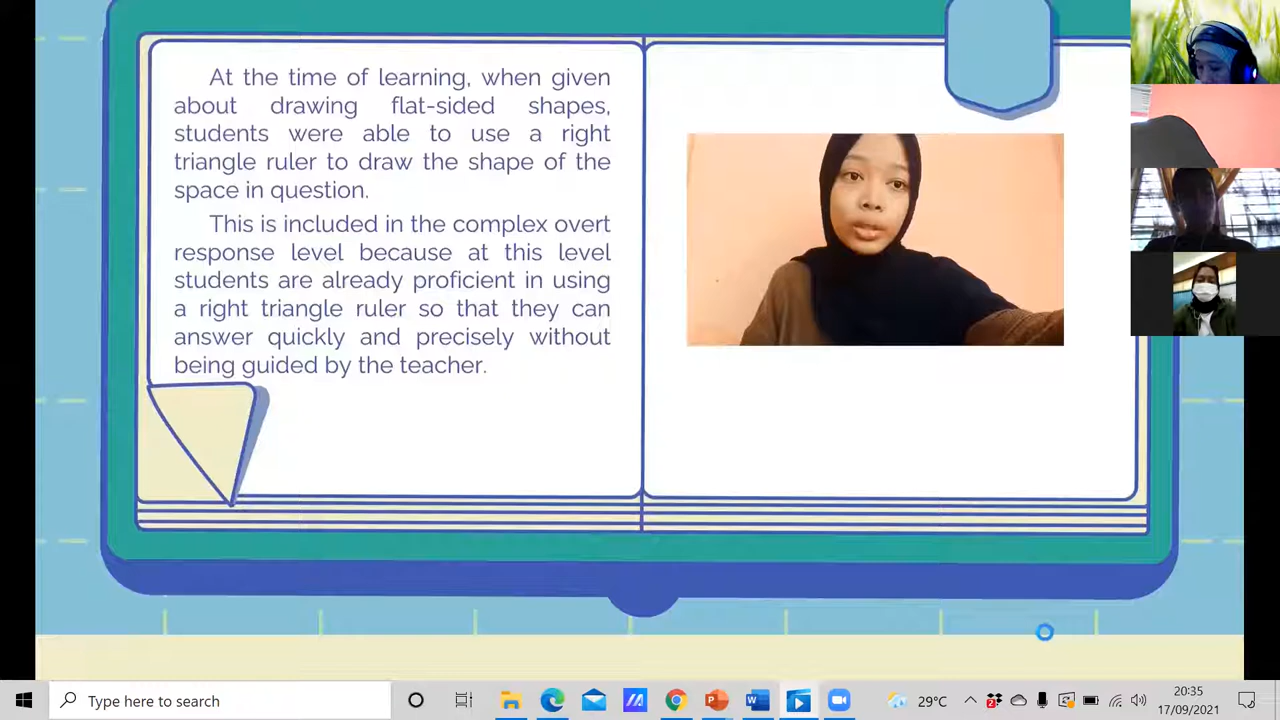 At the time of learning, when given
about drawing flat-sided shapes,
students were able to use a right
triangle ruler to draw the shape of the
space in question.
This is included in the complex overt
response level because at this level
students are already proficient in using
a right triangle ruler so that they can
answer quickly and precisely without
being guided by the teacher.
Type here to search
29°C
2
20:35
17/09/2021